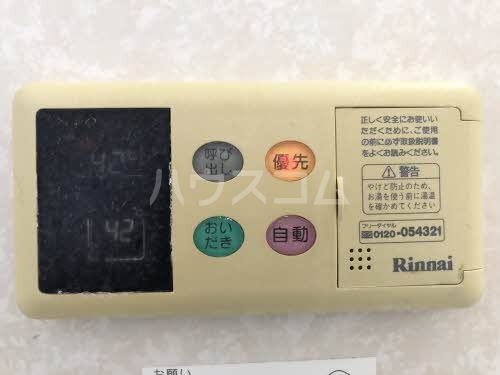 42
呼び
出し
優先
おい
だき
自動
正しく安全にお使いい
ただくために、ご使用
の前に必ず取扱説明書
をよくお読みください。
警告
やけど防止のため、
お湯を使う前に湯温
を確かめてください
フリーダイヤル
0120-054321
Rinnai
ハウスコム
お願い